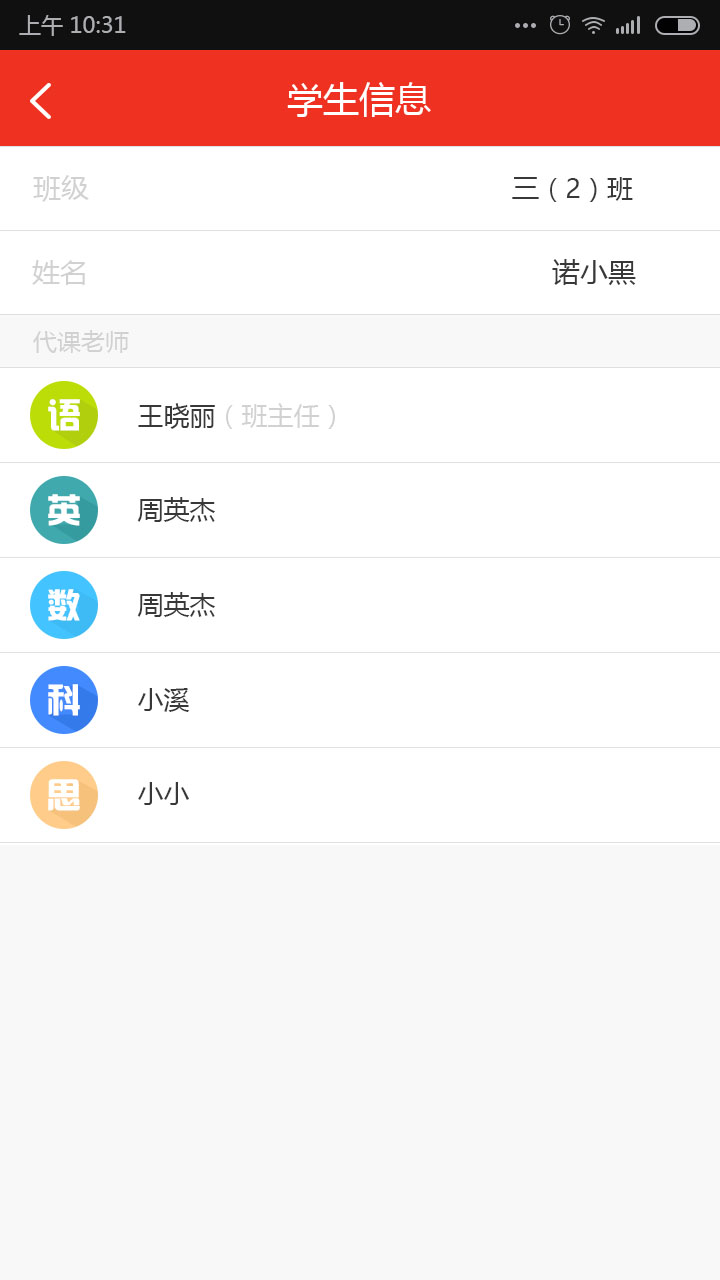 上午 10:31
学生信息
班级 三（2）班
姓名 诺小黑
代课老师
语 王晓丽（班主任）
英 周英杰
数 周英杰
科 小溪
思 小小